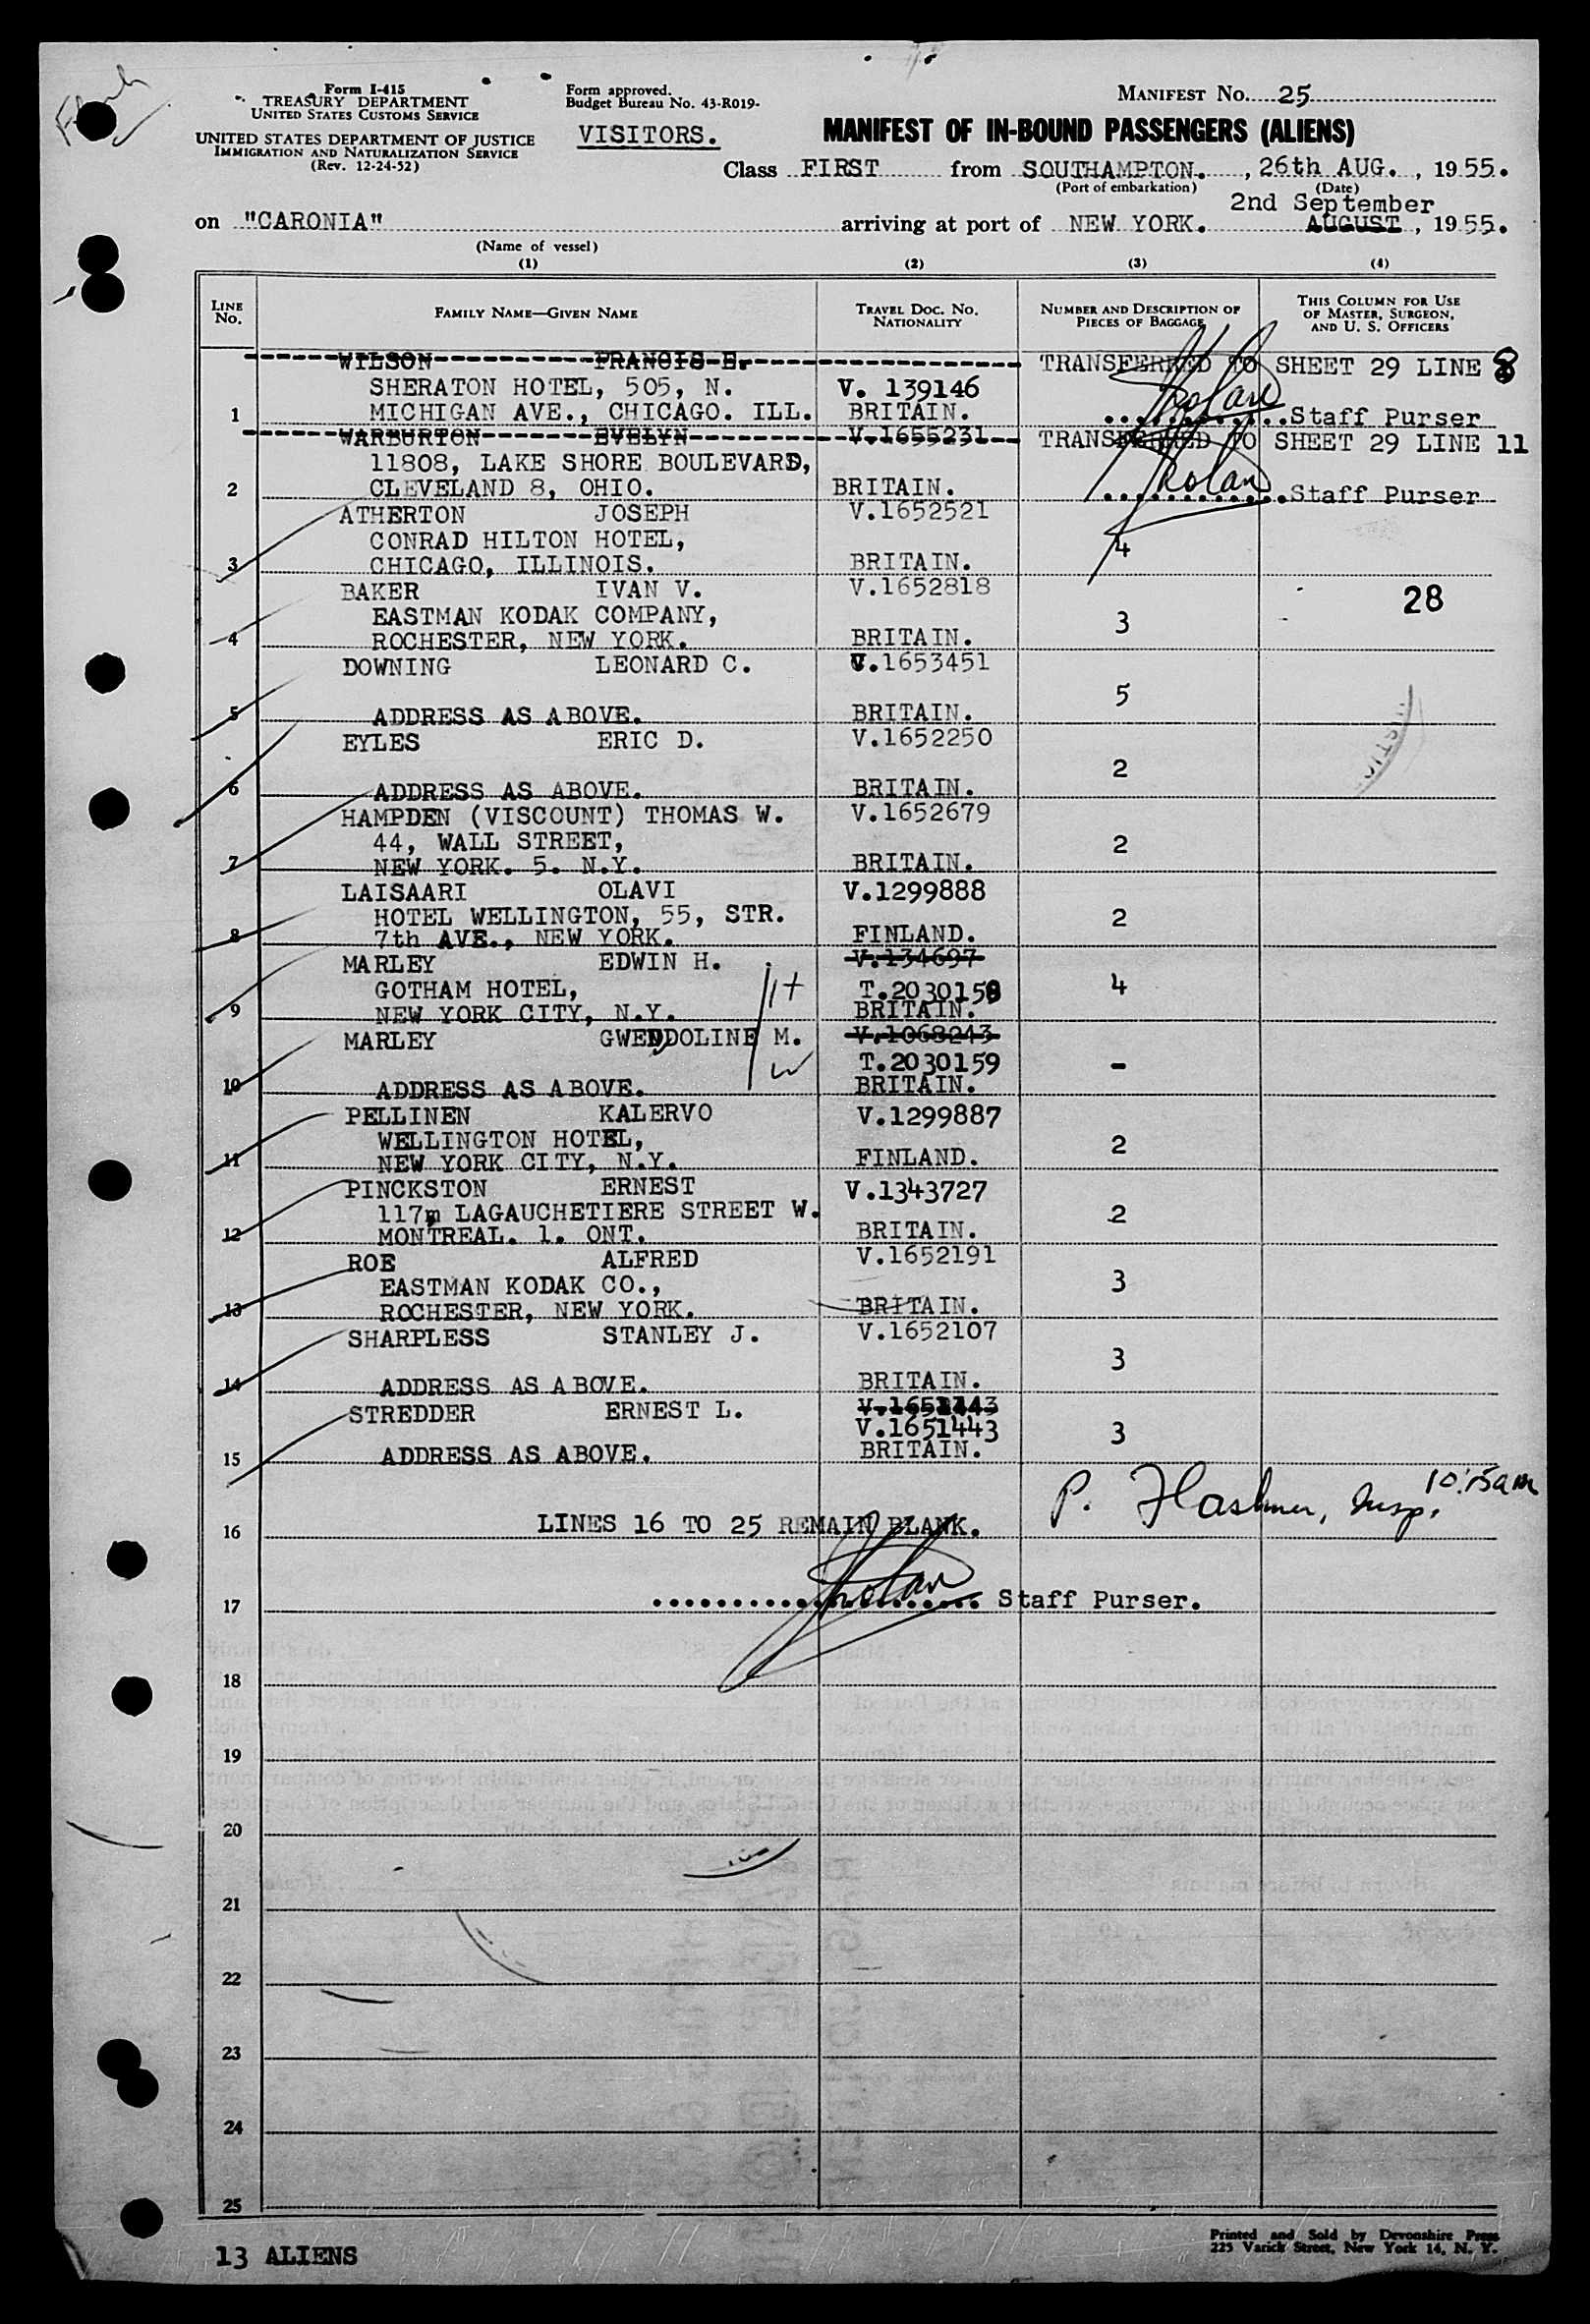 Form I-415
TREASURY DEPARTMENT
UNITED STATES CUSTOMS SERVICE
UNITED STATES DEPARTMENT OF JUSTICE
IMMIGRATION AND NATURALIZATION SERVICE
(Rev. 12-24-52)
Form approved.
Budget Bureau No. 43-R019-
VISITORS.
MANIFEST No. 25
MANIFEST OF IN-BOUND PASSENGERS (ALIENS)
Class FIRST from SOUTHAMPTON. , 26th AUG. , 1955.
(Port of embarkation) (Date)
2nd September
on "CARONIA" arriving at port of NEW YORK. AUGUST , 1955.
(Name of vessel)
(1) (2) (3) (4)
LINE No. FAMILY NAME—GIVEN NAME TRAVEL DOC. No. NATIONALITY NUMBER AND DESCRIPTION OF PIECES OF BAGGAGE THIS COLUMN FOR USE OF MASTER, SURGEON, AND U. S. OFFICERS
WILSON FRANCIS E. TRANSFERRED TO SHEET 29 LINE 8
SHERATON HOTEL, 505, N. V. 139146
1 MICHIGAN AVE., CHICAGO. ILL. BRITAIN. Staff Purser
WARBURTON EVELYN V.1655231 TRANSFERRED TO SHEET 29 LINE 11
11808, LAKE SHORE BOULEVARD,
2 CLEVELAND 8, OHIO. BRITAIN. Staff Purser
ATHERTON JOSEPH V.1652521
CONRAD HILTON HOTEL, 4
3 CHICAGO, ILLINOIS. BRITAIN.
BAKER IVAN V. V.1652818 28
EASTMAN KODAK COMPANY, 3
4 ROCHESTER, NEW YORK. BRITAIN.
DOWNING LEONARD C. V.1653451
5
5 ADDRESS AS ABOVE. BRITAIN.
EYLES ERIC D. V.1652250
2
6 ADDRESS AS ABOVE. BRITAIN.
HAMPDEN (VISCOUNT) THOMAS W. V.1652679
44, WALL STREET, 2
7 NEW YORK. 5. N.Y. BRITAIN.
LAISAARI OLAVI V.1299888
HOTEL WELLINGTON, 55, STR. 2
8 7th AVE., NEW YORK. FINLAND.
MARLEY EDWIN H. V.134697
GOTHAM HOTEL, T.2030158 4
9 NEW YORK CITY, N.Y. BRITAIN.
MARLEY GWENDOLINE M. V.1068243
W T.2030159 -
10 ADDRESS AS ABOVE. BRITAIN.
PELLINEN KALERVO V.1299887
WELLINGTON HOTEL, 2
11 NEW YORK CITY, N.Y. FINLAND.
PINCKSTON ERNEST V.1343727
117m LAGAUCHETIERE STREET W. 2
12 MONTREAL. 1. ONT. BRITAIN.
ROE ALFRED V.1652191
EASTMAN KODAK CO., 3
13 ROCHESTER, NEW YORK. BRITAIN.
SHARPLESS STANLEY J. V.1652107
3
14 ADDRESS AS ABOVE. BRITAIN.
STREDDER ERNEST L. V.1651443
3
15 ADDRESS AS ABOVE. BRITAIN.
P. Flashner, Insp. 10:15am
16 LINES 16 TO 25 REMAIN BLANK.
17 Staff Purser.
18
19
20
21
22
23
24
25
13 ALIENS
Printed and Sold by Devonshire Press
225 Varick Street, New York 14, N. Y.